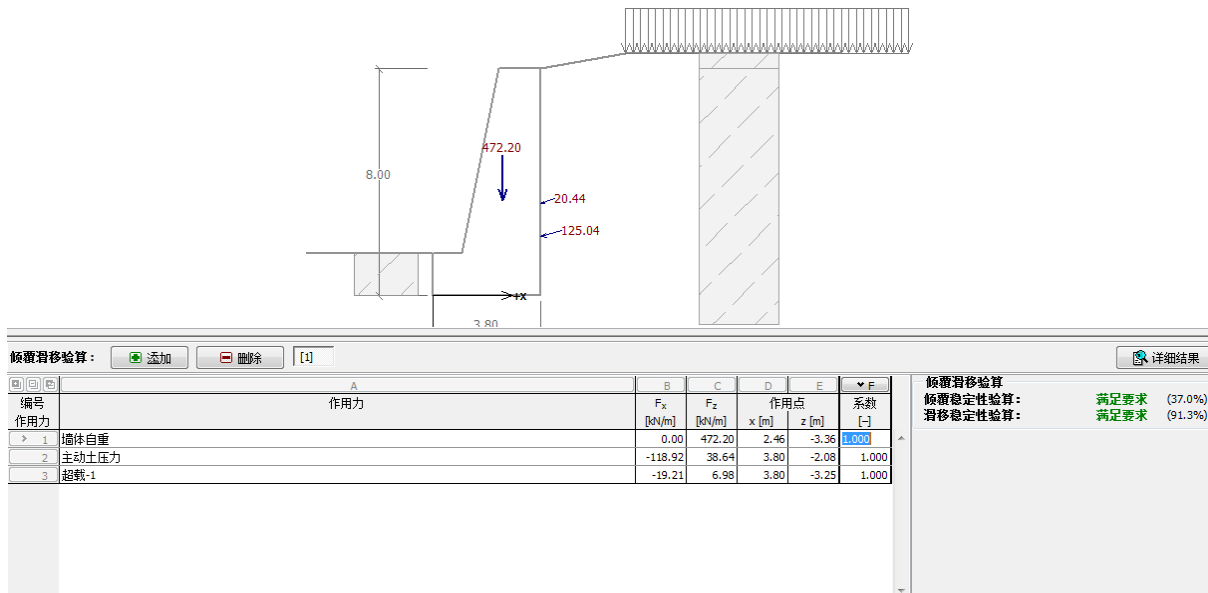 472.20
8.00
20.44
125.04
+x
3.80
倾覆滑移验算： 添加 删除 [1] 详细结果
A B C D E F
编号 作用力 Fx Fz 作用点 系数
作用力 [kN/m] [kN/m] x [m] z [m] [–]
> 1 墙体自重 0.00 472.20 2.46 -3.36 1.000
2 主动土压力 -118.92 38.64 3.80 -2.08 1.000
3 超载-1 -19.21 6.98 3.80 -3.25 1.000
倾覆滑移验算
倾覆稳定性验算： 满足要求 (37.0%)
滑移稳定性验算： 满足要求 (91.3%)